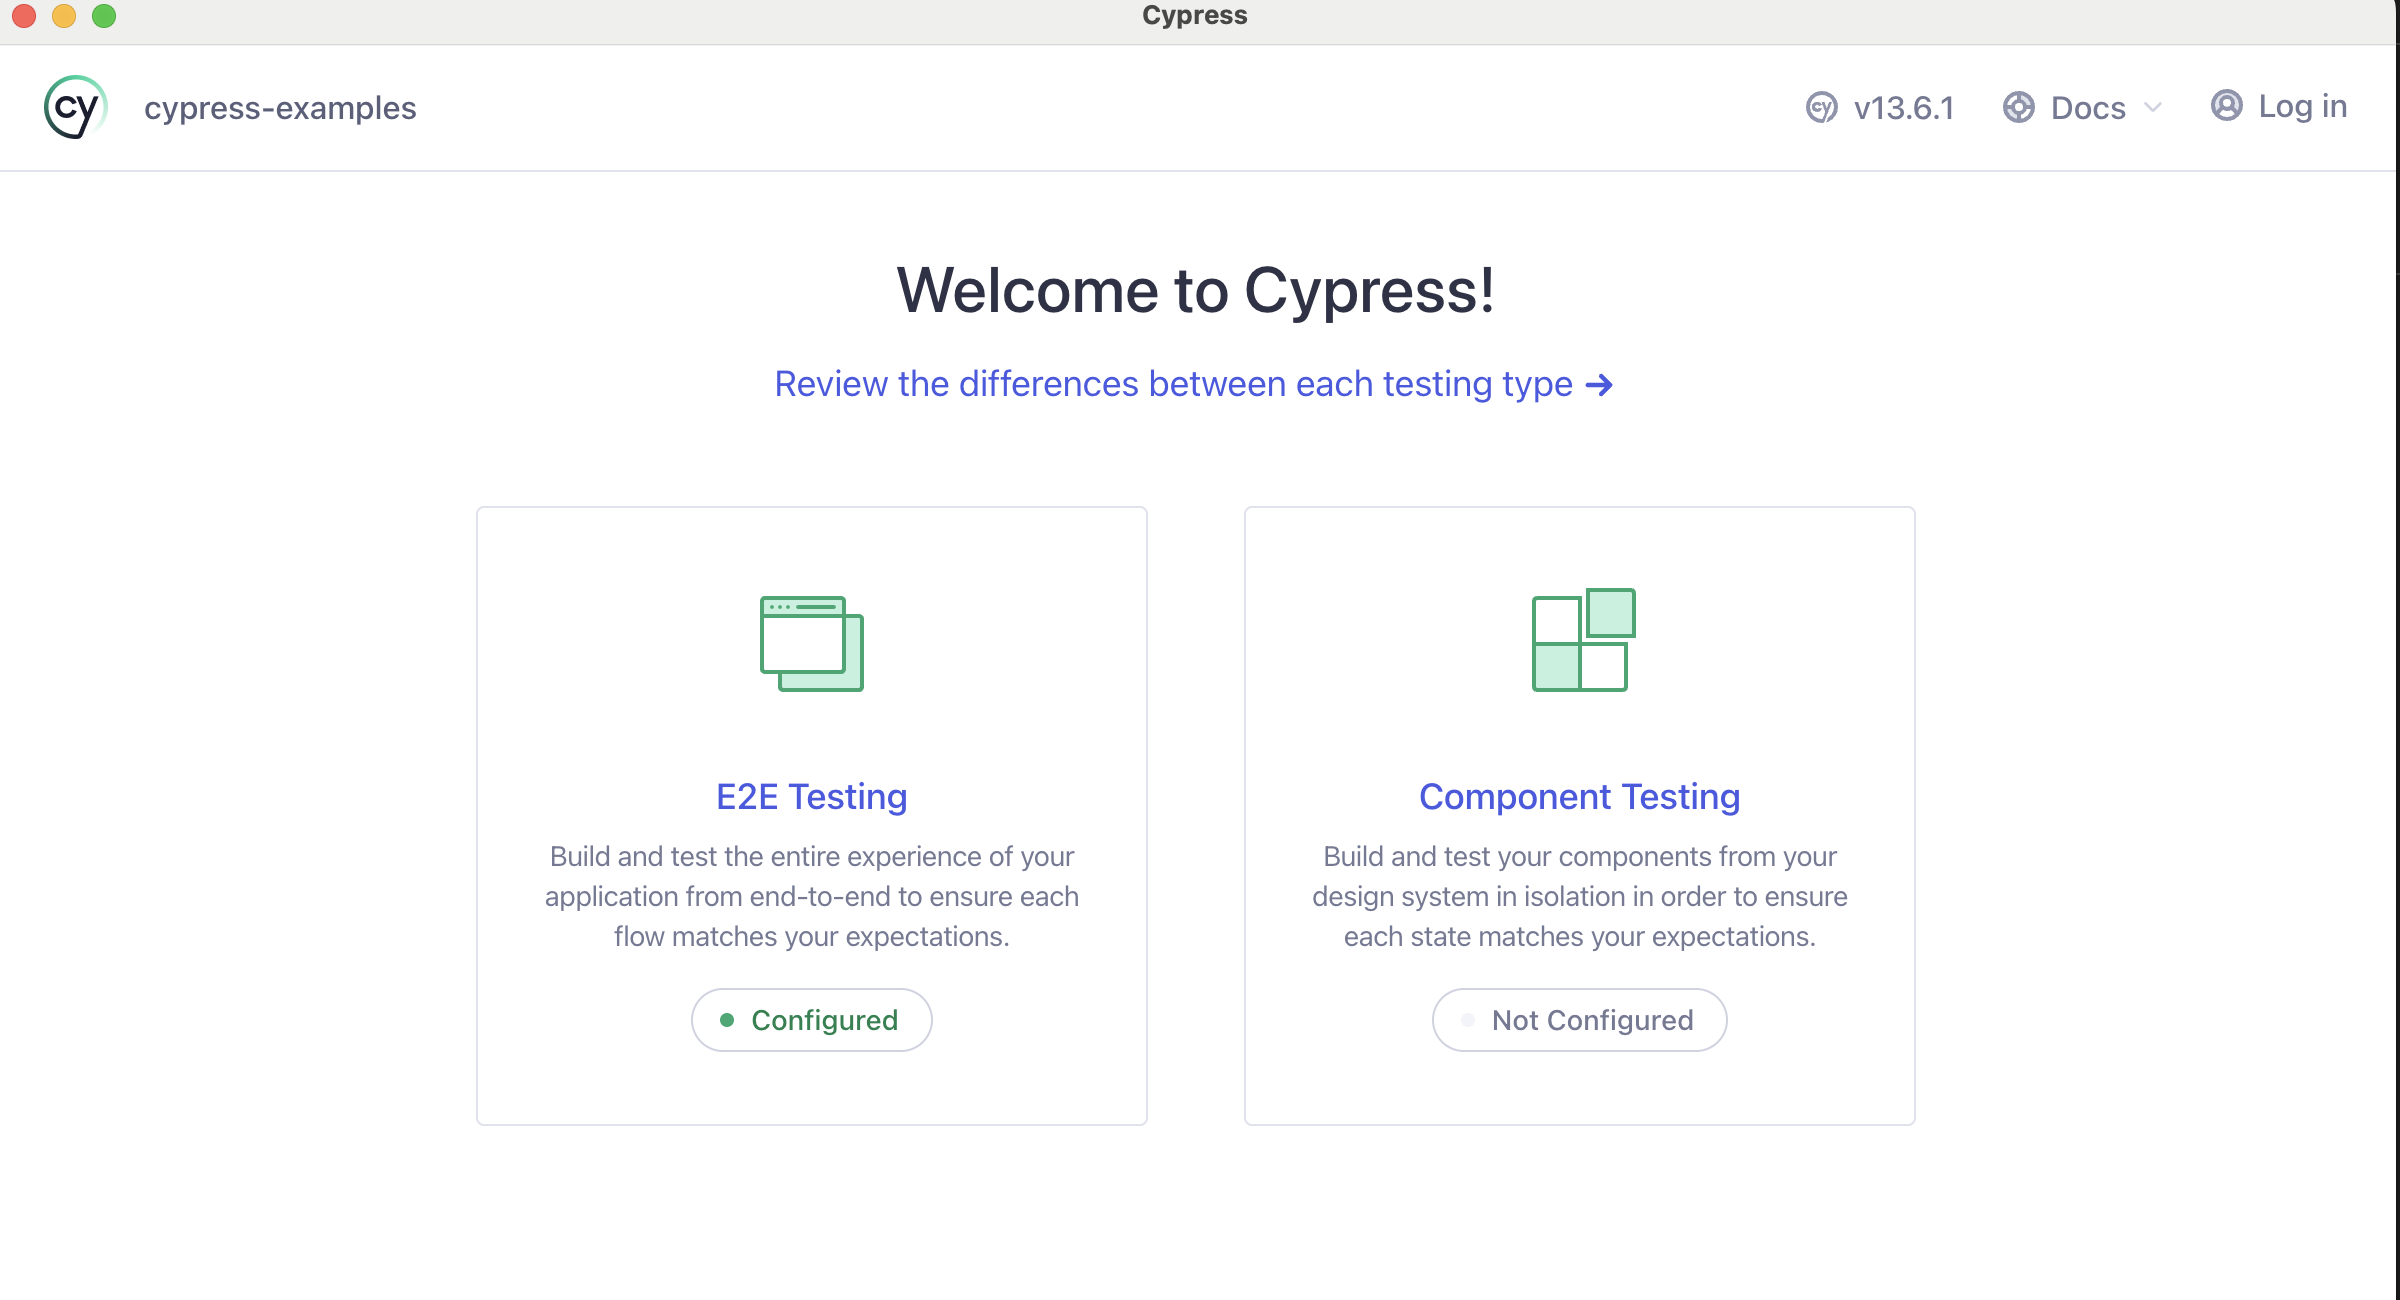 Cypress
cy
cypress-examples
cy
v13.6.1
Docs
Log in
Welcome to Cypress!
Review the differences between each testing type →
E2E Testing
Build and test the entire experience of your
application from end-to-end to ensure each
flow matches your expectations.
Configured
Component Testing
Build and test your components from your
design system in isolation in order to ensure
each state matches your expectations.
Not Configured